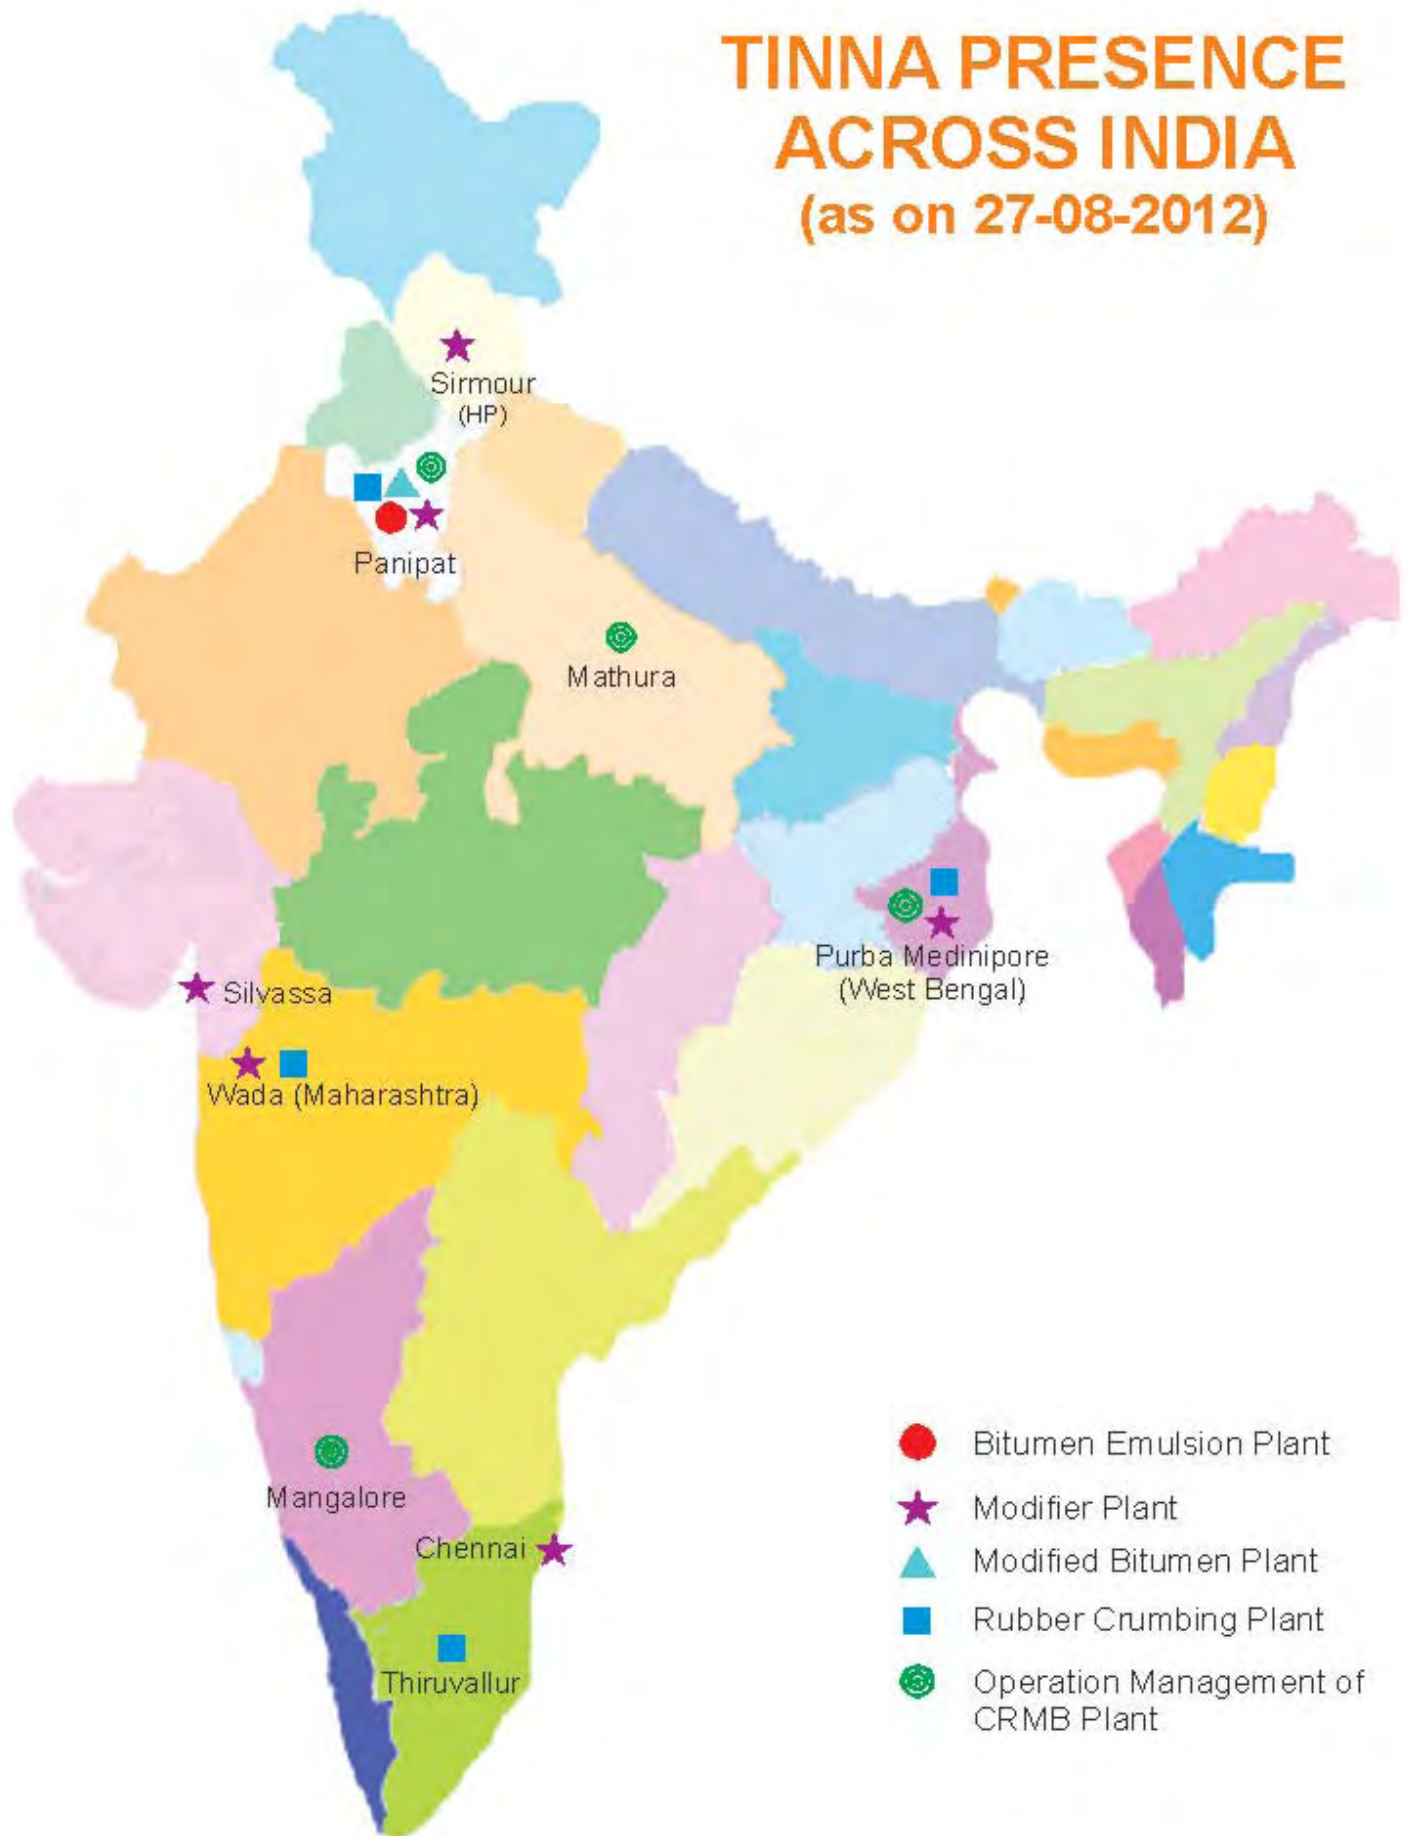 TINNA PRESENCE
ACROSS INDIA
(as on 27-08-2012)
Sirmour
(HP)
Panipat
Mathura
Purba Medinipore
(West Bengal)
Silvassa
Wada (Maharashtra)
Mangalore
Chennai
Thiruvallur
Bitumen Emulsion Plant
Modifier Plant
Modified Bitumen Plant
Rubber Crumbing Plant
Operation Management of
CRMB Plant